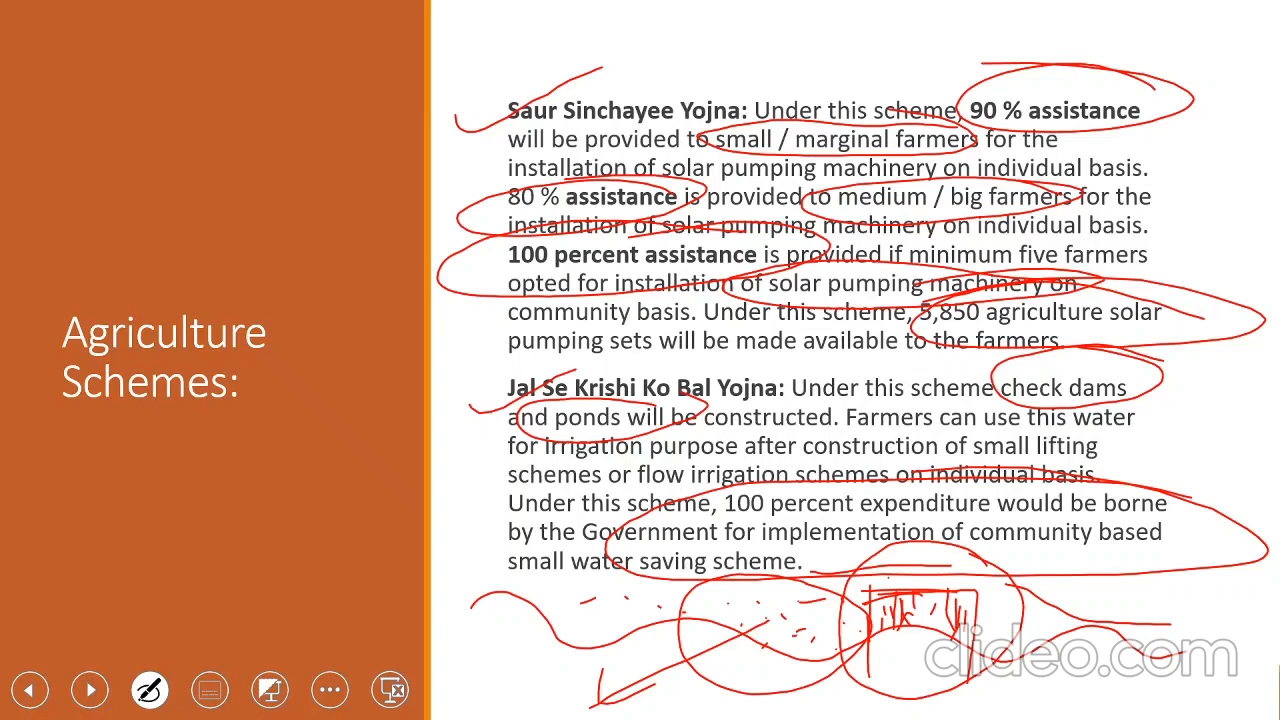 Agriculture
Schemes:
Saur Sinchayee Yojna: Under this scheme, 90 % assistance
will be provided to small / marginal farmers for the
installation of solar pumping machinery on individual basis.
80 % assistance is provided to medium / big farmers for the
installation of solar pumping machinery on individual basis.
100 percent assistance is provided if minimum five farmers
opted for installation of solar pumping machinery on
community basis. Under this scheme, 5,850 agriculture solar
pumping sets will be made available to the farmers.
Jal Se Krishi Ko Bal Yojna: Under this scheme check dams
and ponds will be constructed. Farmers can use this water
for irrigation purpose after construction of small lifting
schemes or flow irrigation schemes on individual basis.
Under this scheme, 100 percent expenditure would be borne
by the Government for implementation of community based
small water saving scheme.
clideo.com